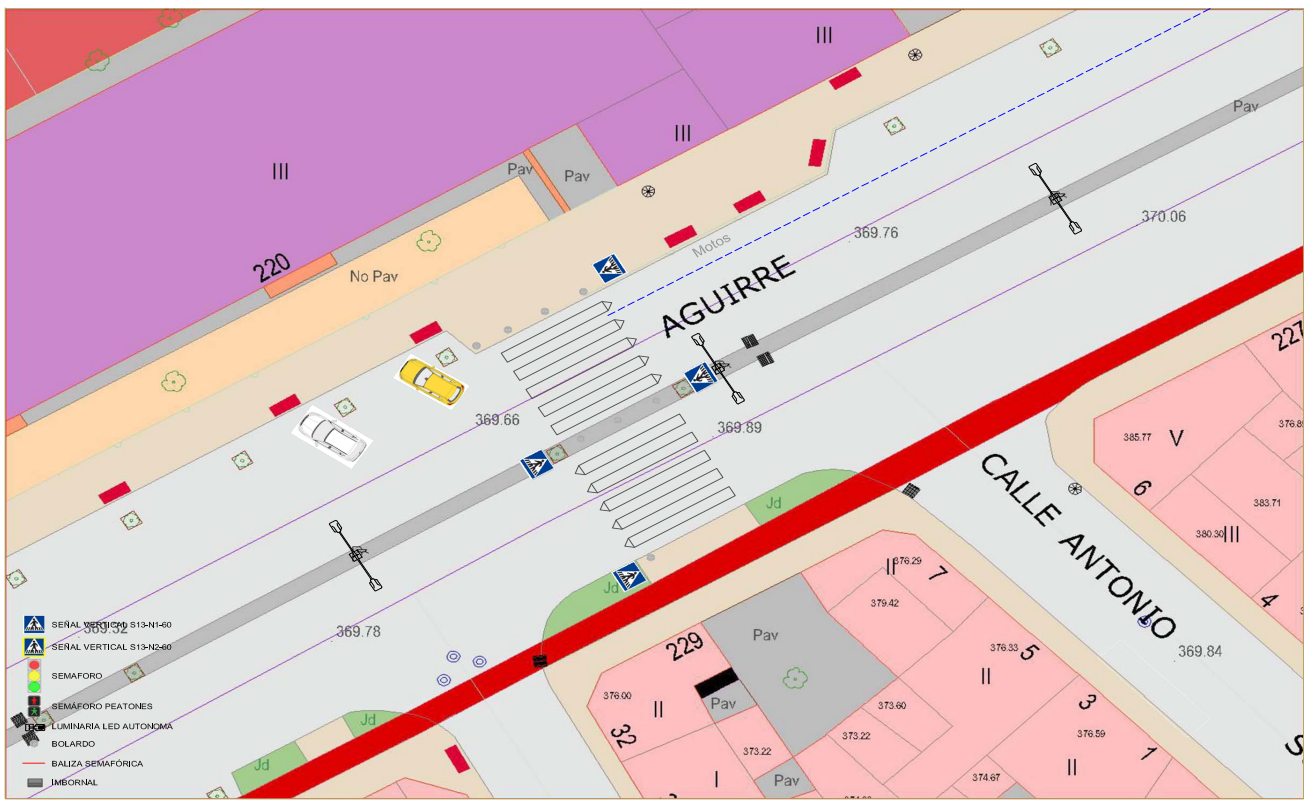 III
III
III
Pav
Pav
Pav
220
No Pav
Motos
369.76
370.06
AGUIRRE
369.66
369.89
227
385.77
V
376.8
6
CALLE ANTONIO
383.71
380.30
III
4
Jd
II
376.29
7
379.42
Jd
Pav
229
376.33
5
II
369.84
369.78
376.00
II
Pav
373.60
3
32
373.22
373.22
376.59
1
II
I
Pav
374.67
Jd
Jd
369.52
SEÑAL VERTICAL S13-N1-60
SEÑAL VERTICAL S13-N2-60
SEMAFORO
SEMÁFORO PEATONES
LUMINARIA LED AUTONOMA
BOLARDO
BALIZA SEMAFÓRICA
IMBORNAL